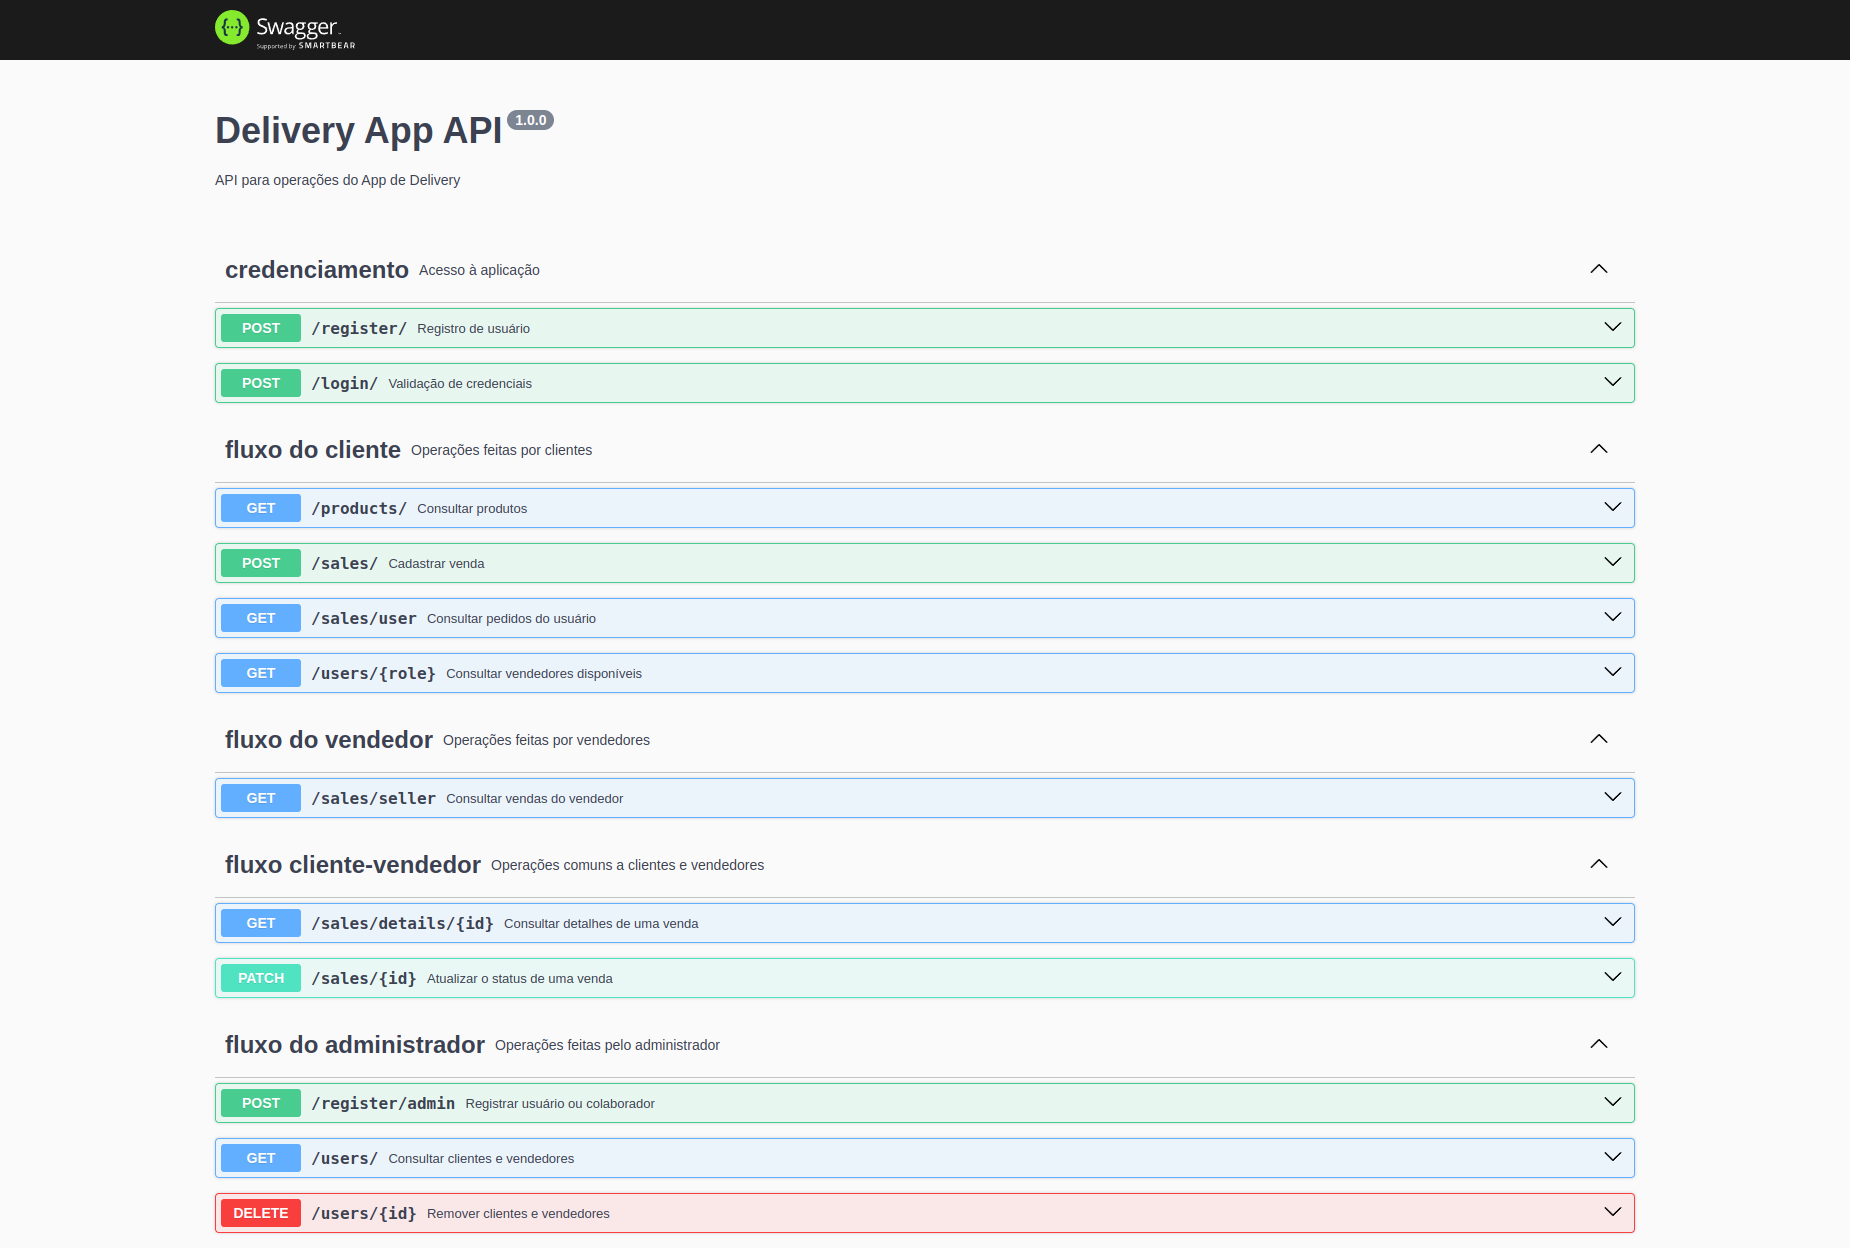 {···} Swagger
Supported by SMARTBEAR
Delivery App API 1.0.0
API para operações do App de Delivery
credenciamento Acesso à aplicação
POST /register/ Registro de usuário
POST /login/ Validação de credenciais
fluxo do cliente Operações feitas por clientes
GET /products/ Consultar produtos
POST /sales/ Cadastrar venda
GET /sales/user Consultar pedidos do usuário
GET /users/{role} Consultar vendedores disponíveis
fluxo do vendedor Operações feitas por vendedores
GET /sales/seller Consultar vendas do vendedor
fluxo cliente-vendedor Operações comuns a clientes e vendedores
GET /sales/details/{id} Consultar detalhes de uma venda
PATCH /sales/{id} Atualizar o status de uma venda
fluxo do administrador Operações feitas pelo administrador
POST /register/admin Registrar usuário ou colaborador
GET /users/ Consultar clientes e vendedores
DELETE /users/{id} Remover clientes e vendedores